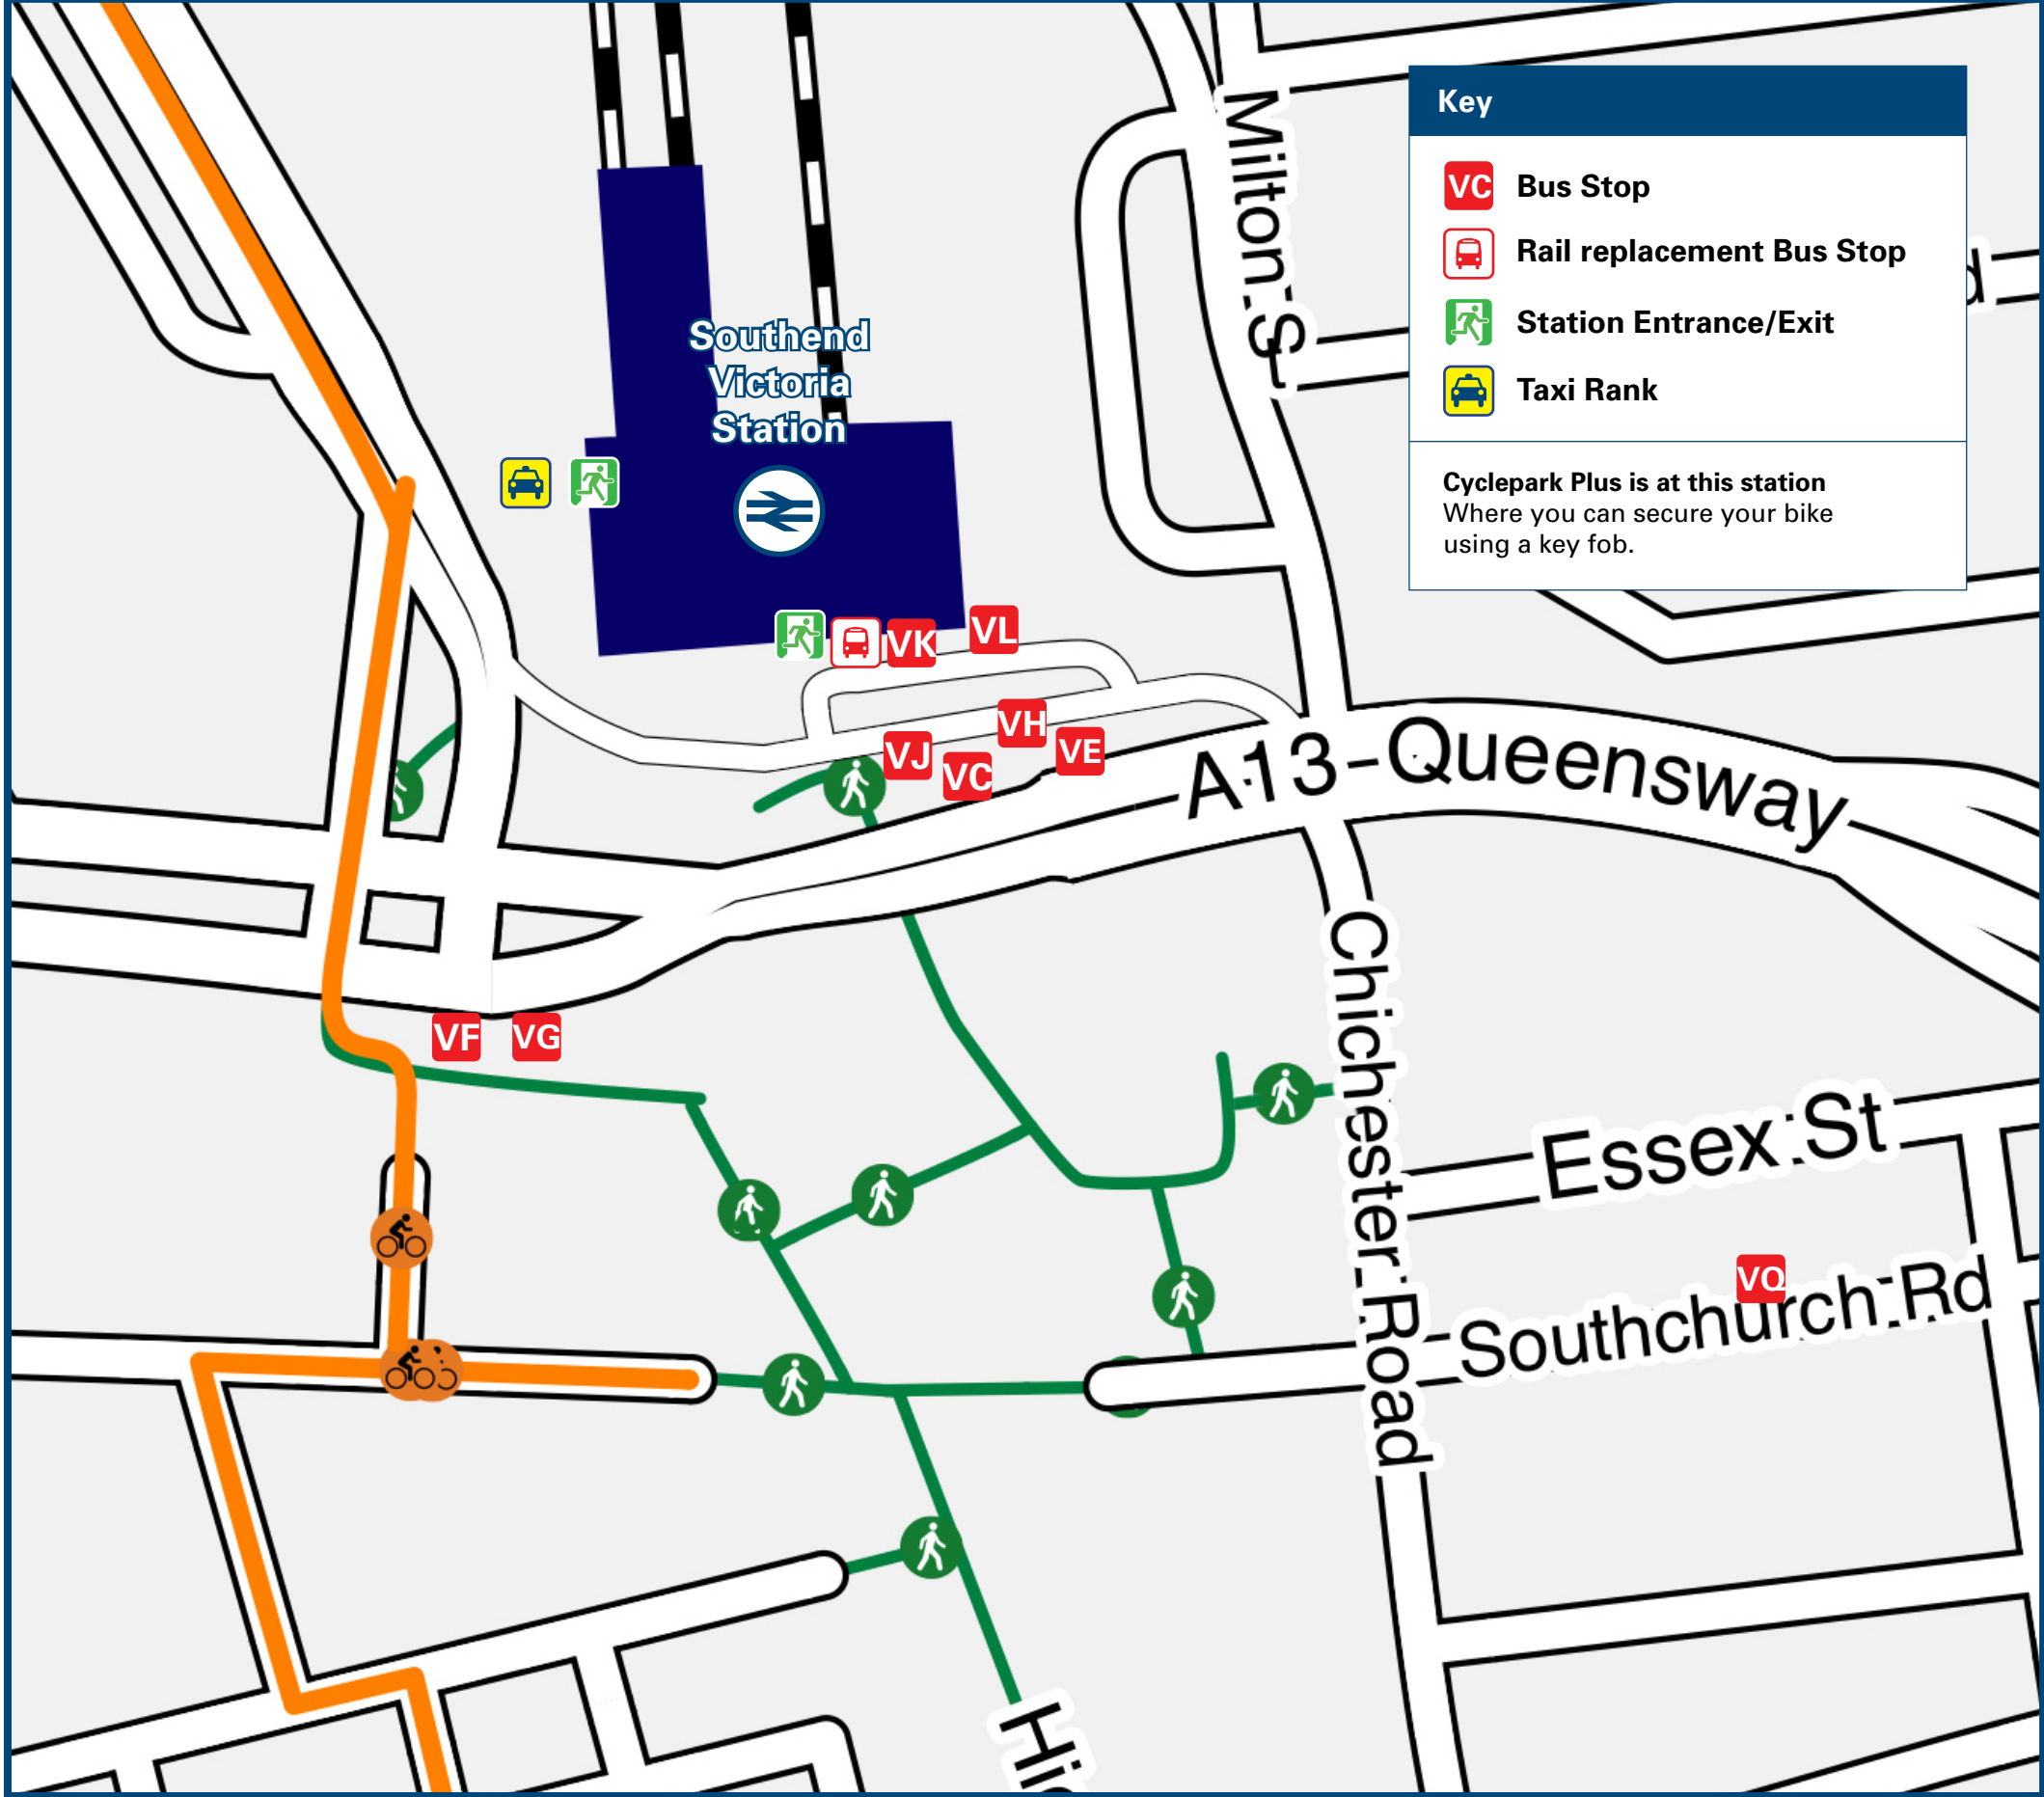 Key
VC Bus Stop
Rail replacement Bus Stop
Station Entrance/Exit
Taxi Rank
Cyclepark Plus is at this station
Where you can secure your bike
using a key fob.
Milton St
d
Southend
Victoria
Station
VK
VL
VH
VJ
VE
VC
A13-Queensway
VF
VG
Chichester Road
Essex St
VQ
Southchurch Rd
Hig